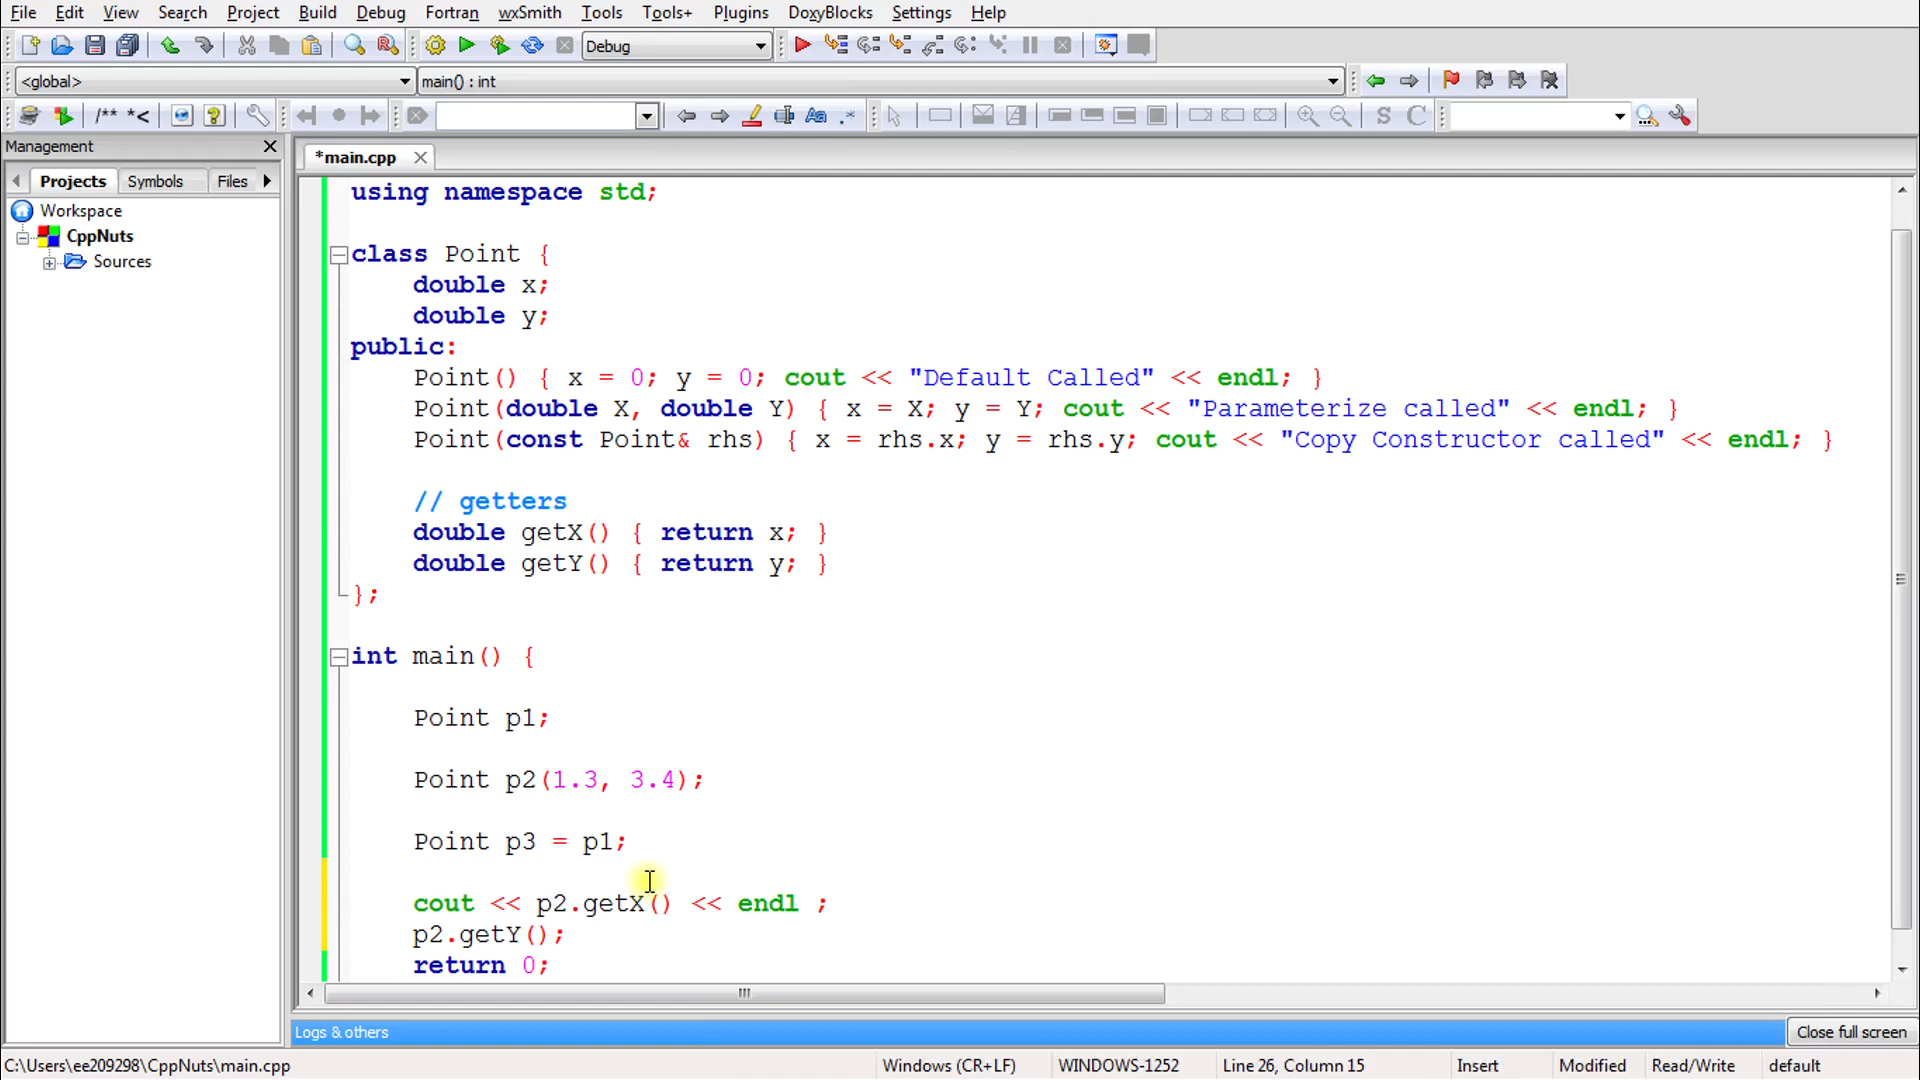 File Edit View Search Project Build Debug Fortran wxSmith Tools Tools+ Plugins DoxyBlocks Settings Help
Debug
<global> main() : int
/** *< Aa .* S C
Management
*main.cpp
Projects Symbols Files
Workspace
CppNuts
Sources
using namespace std;
class Point {
double x;
double y;
public:
Point() { x = 0; y = 0; cout << "Default Called" << endl; }
Point(double X, double Y) { x = X; y = Y; cout << "Parameterize called" << endl; }
Point(const Point& rhs) { x = rhs.x; y = rhs.y; cout << "Copy Constructor called" << endl; }
// getters
double getX() { return x; }
double getY() { return y; }
};
int main() {
Point p1;
Point p2(1.3, 3.4);
Point p3 = p1;
cout << p2.getX() << endl ;
p2.getY();
return 0;
Logs & others
Close full screen
C:\Users\ee209298\CppNuts\main.cpp Windows (CR+LF) WINDOWS-1252 Line 26, Column 15 Insert Modified Read/Write default